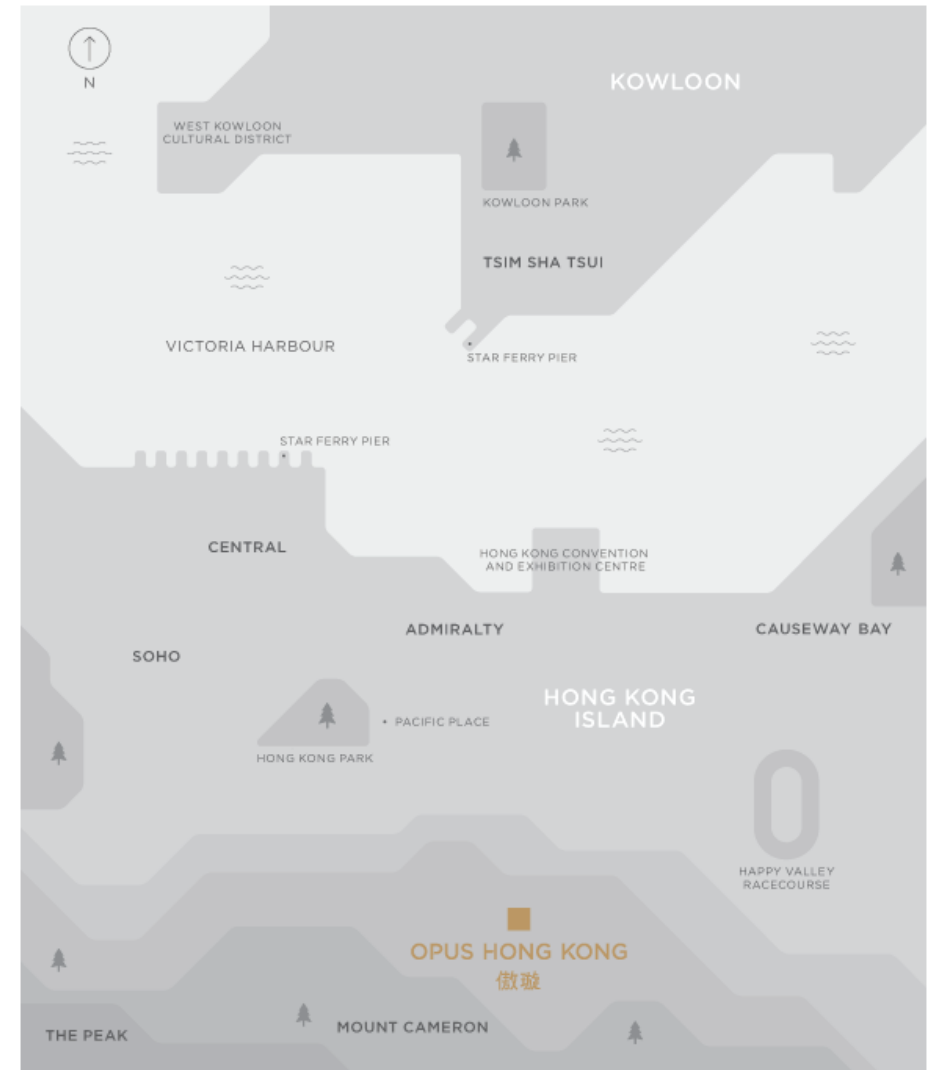 N
KOWLOON
WEST KOWLOON
CULTURAL DISTRICT
KOWLOON PARK
TSIM SHA TSUI
VICTORIA HARBOUR
STAR FERRY PIER
STAR FERRY PIER
CENTRAL
HONG KONG CONVENTION
AND EXHIBITION CENTRE
ADMIRALTY
CAUSEWAY BAY
SOHO
HONG KONG
ISLAND
PACIFIC PLACE
HONG KONG PARK
HAPPY VALLEY
RACECOURSE
OPUS HONG KONG
傲璇
MOUNT CAMERON
THE PEAK